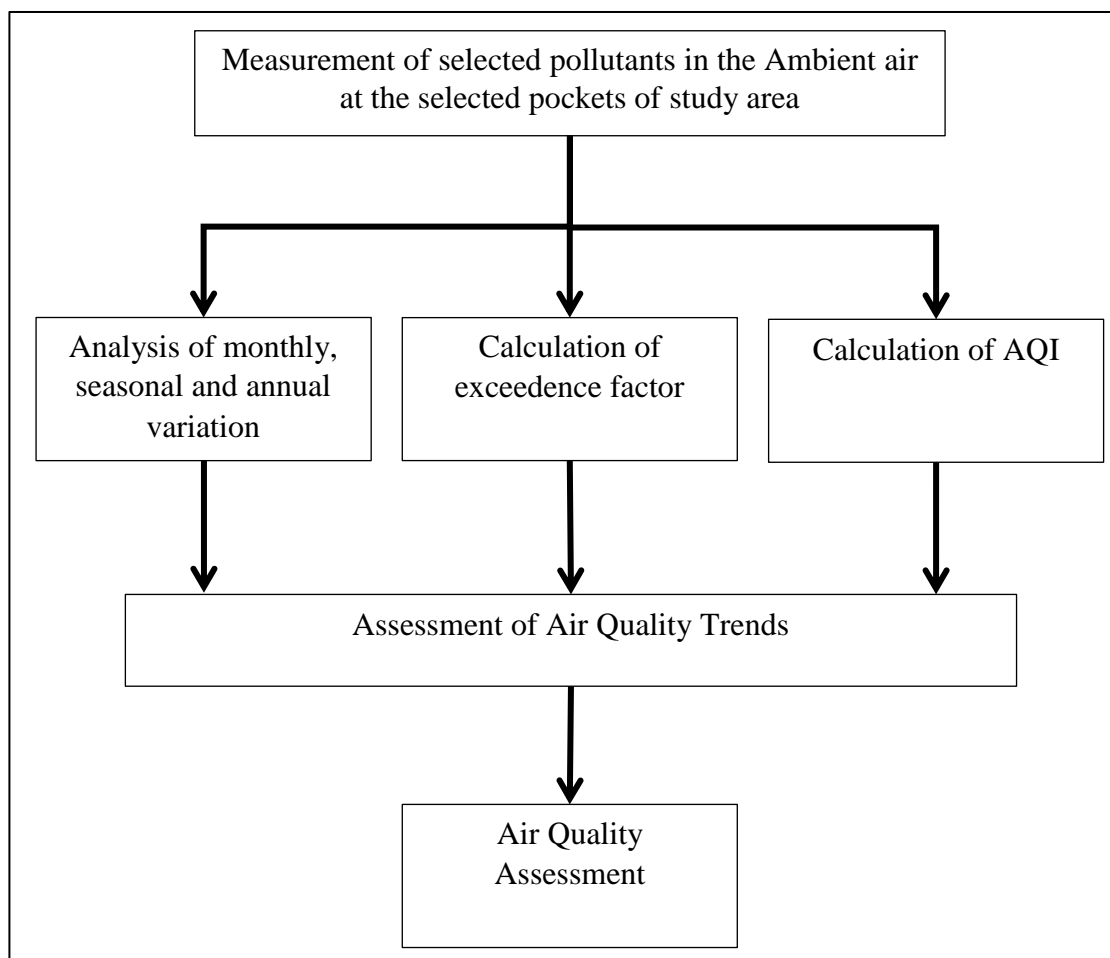 Measurement of selected pollutants in the Ambient air
at the selected pockets of study area
Analysis of monthly,
seasonal and annual
variation
Calculation of
exceedence factor
Calculation of AQI
Assessment of Air Quality Trends
Air Quality
Assessment